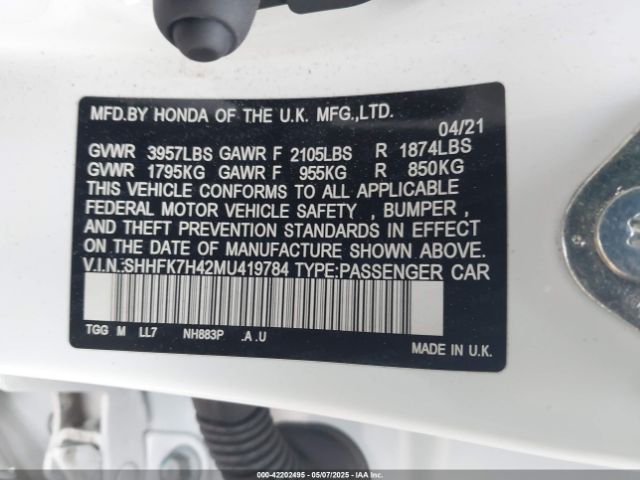 MFD.BY HONDA OF THE U.K. MFG.,LTD.
04/21
GVWR 3957LBS GAWR F 2105LBS R 1874LBS
GVWR 1795KG GAWR F 955KG R 850KG
THIS VEHICLE CONFORMS TO ALL APPLICABLE
FEDERAL MOTOR VEHICLE SAFETY , BUMPER ,
AND THEFT PREVENTION STANDARDS IN EFFECT
ON THE DATE OF MANUFACTURE SHOWN ABOVE.
V.I.N.:SHHFK7H42MU419784 TYPE:PASSENGER CAR
TGG M LL7 NH883P .A .U
MADE IN U.K.
000-42202495 - 05/07/2025 - IAAI.COM